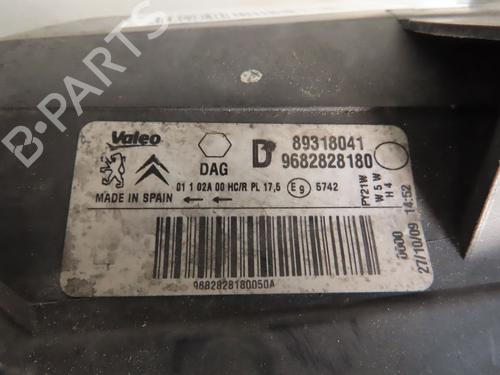 Valeo
DAG
D
89318041
9682828180
01 1 02A 00 HC/R PL 17,5 E9 5742
MADE IN SPAIN
PY21W
W5W
H4
0000
27/10/09 14:52
9682828180050A
B-PARTS